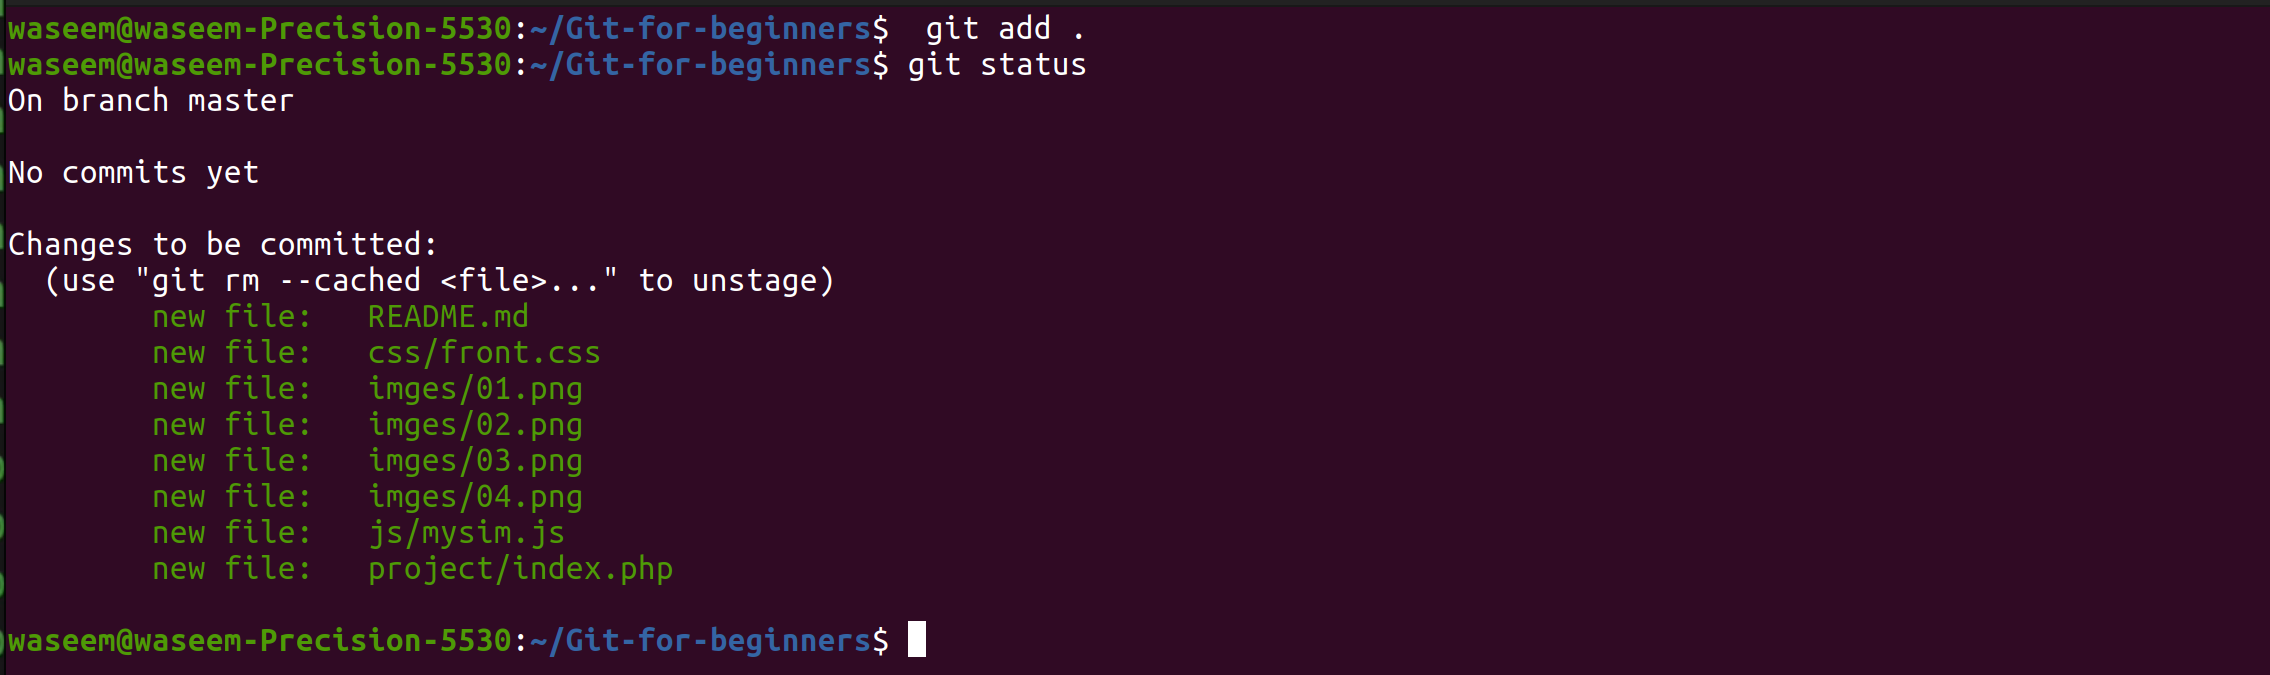 waseem@waseem-Precision-5530:~/Git-for-beginners$  git add .
waseem@waseem-Precision-5530:~/Git-for-beginners$ git status
On branch master
No commits yet
Changes to be committed:
  (use "git rm --cached <file>..." to unstage)
        new file:   README.md
        new file:   css/front.css
        new file:   imges/01.png
        new file:   imges/02.png
        new file:   imges/03.png
        new file:   imges/04.png
        new file:   js/mysim.js
        new file:   project/index.php
waseem@waseem-Precision-5530:~/Git-for-beginners$